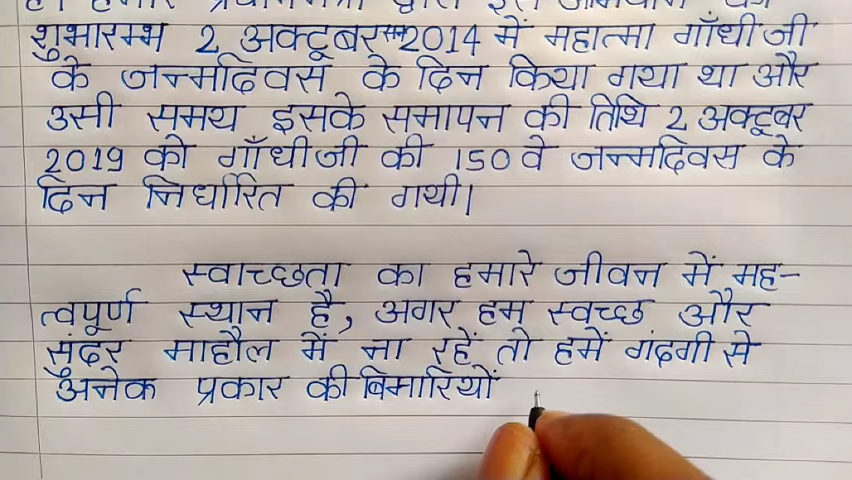 शुभारम्भ 2 अक्टूबर 2014 में महात्मा गाँधी जी
के जन्मदिवस के दिन किया गया था और
उसी समय इसके समापन की तिथि 2 अक्टूबर
2019 को गाँधीजी की 150 वे जन्मदिवस के
दिन निर्धारित की गयी।
स्वाच्छता का हमारे जीवन में मह-
त्वपूर्ण स्थान है, अगर हम स्वच्छ और
सुंदर माहौल में ना रहें तो हमें गंदगी से
अनेक प्रकार की बिमारियों